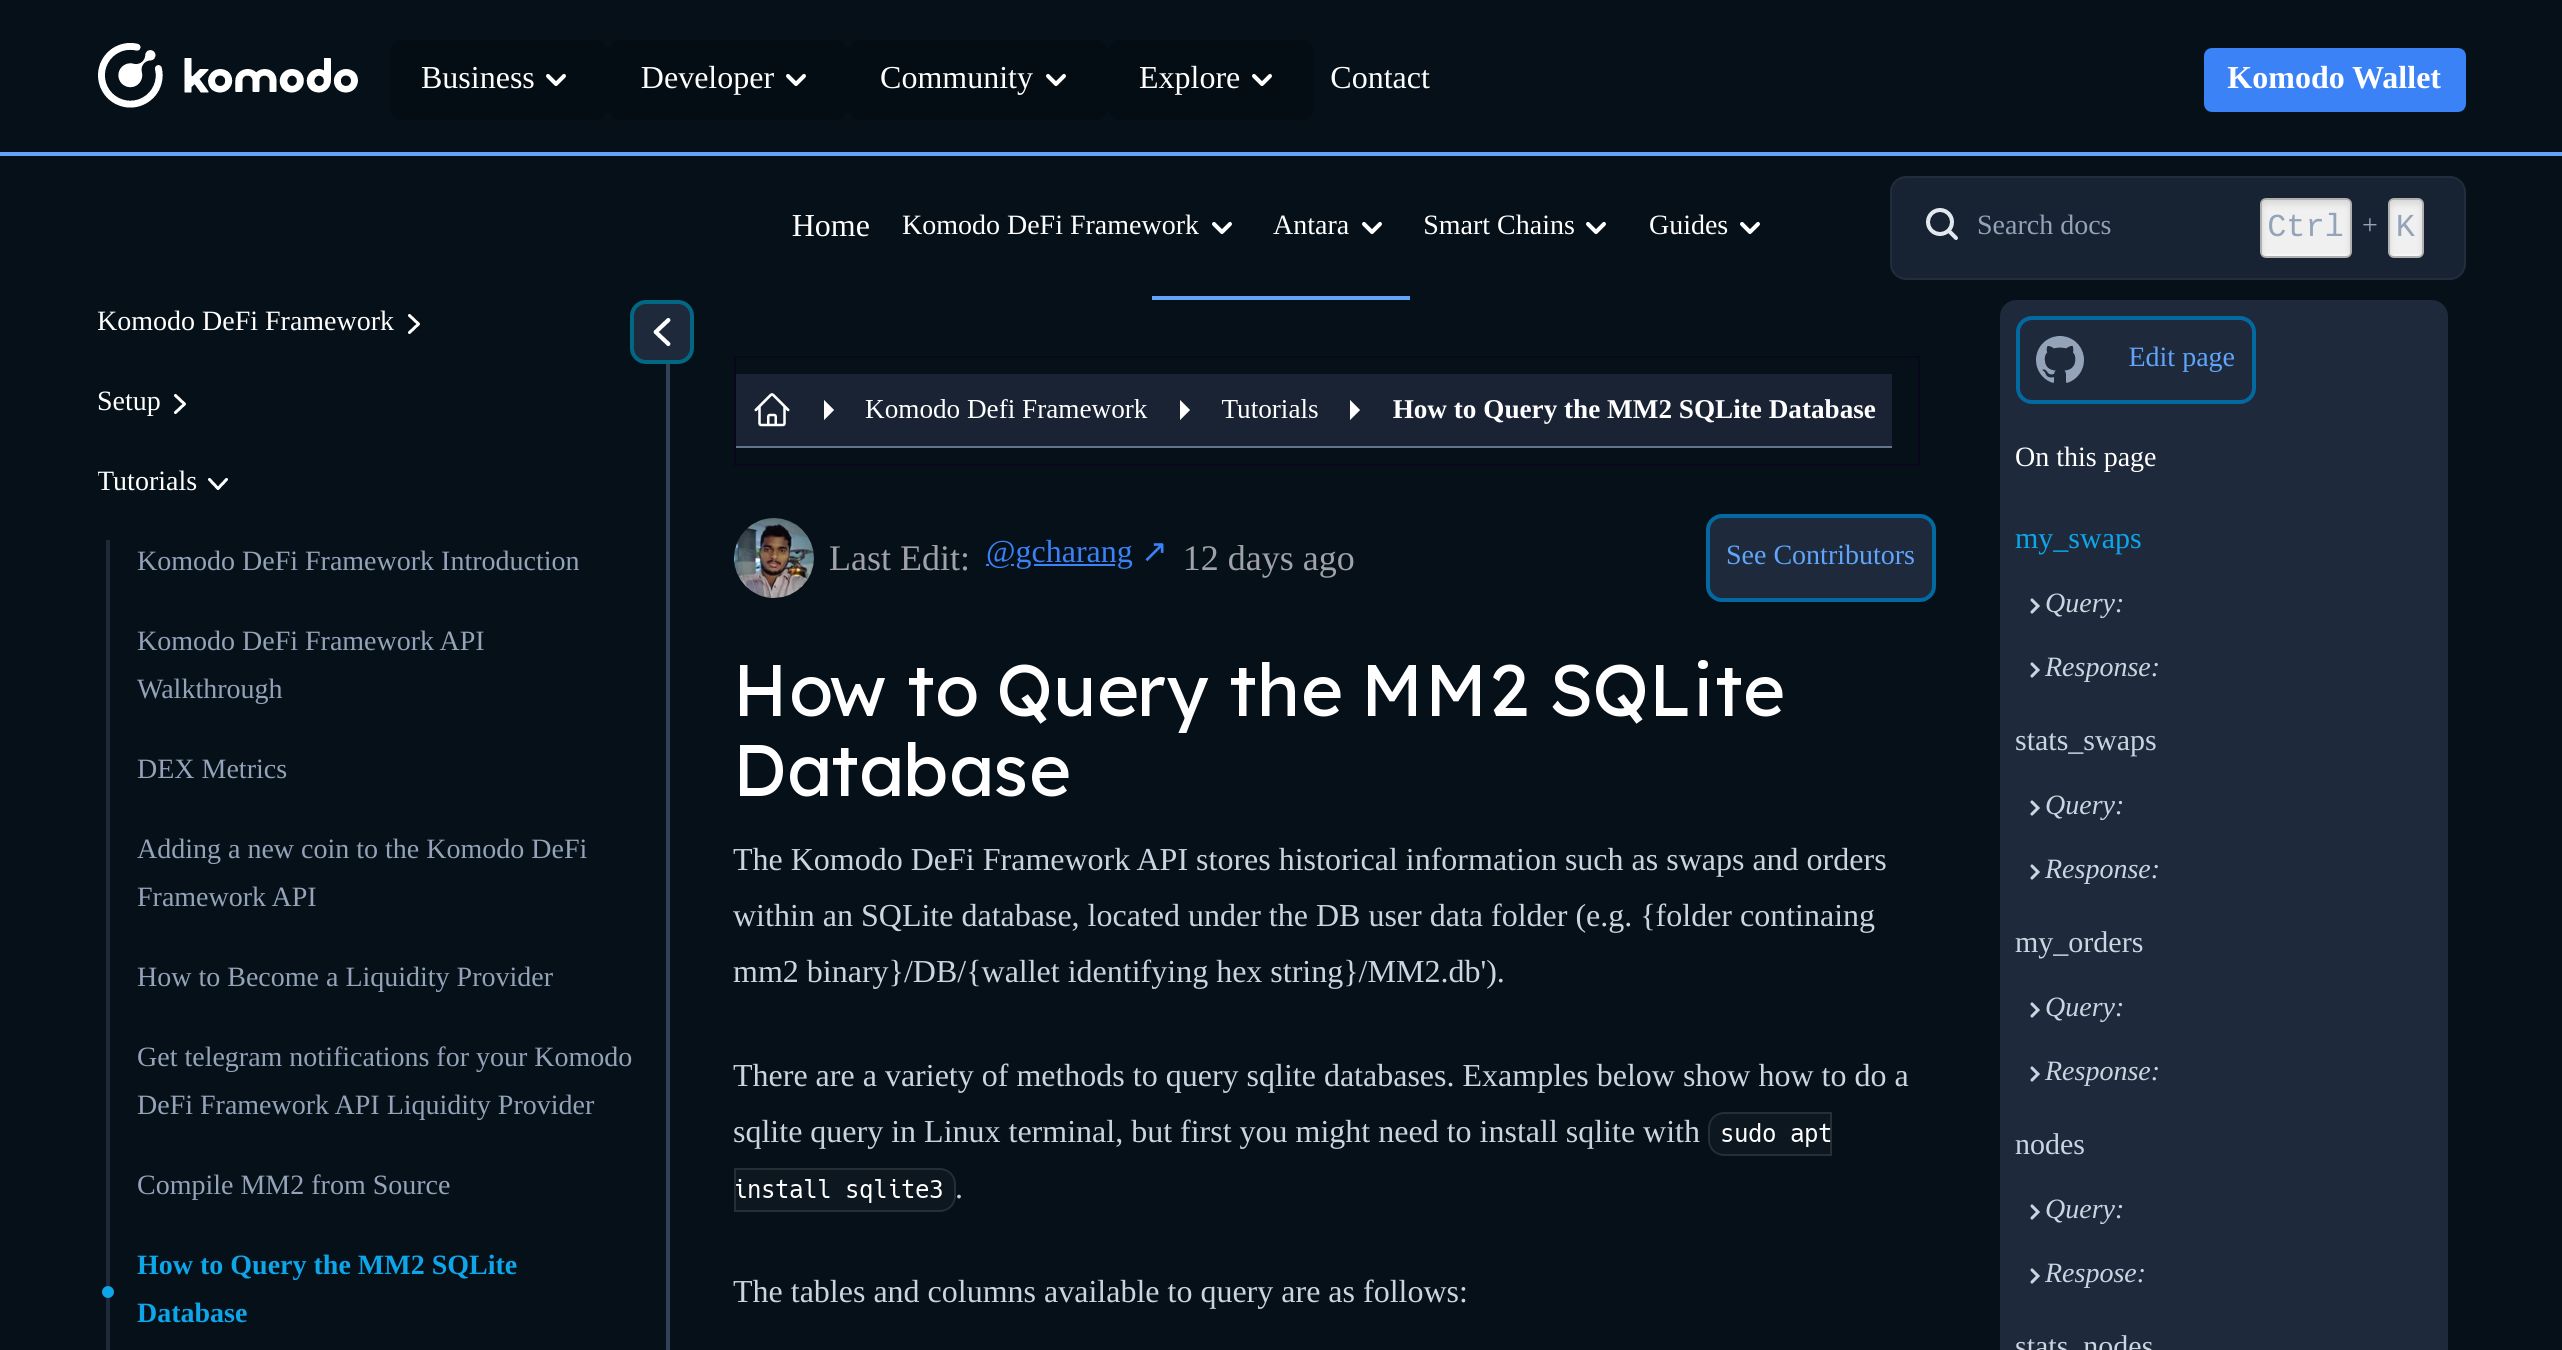 komodo Business Developer Community Explore Contact Komodo Wallet
Home Komodo DeFi Framework Antara Smart Chains Guides Search docs Ctrl + K
Komodo DeFi Framework
Setup
Tutorials
Komodo DeFi Framework Introduction
Komodo DeFi Framework API
Walkthrough
DEX Metrics
Adding a new coin to the Komodo DeFi
Framework API
How to Become a Liquidity Provider
Get telegram notifications for your Komodo
DeFi Framework API Liquidity Provider
Compile MM2 from Source
How to Query the MM2 SQLite
Database
Komodo Defi Framework Tutorials How to Query the MM2 SQLite Database
Last Edit: @gcharang ↗ 12 days ago See Contributors
How to Query the MM2 SQLite
Database
The Komodo DeFi Framework API stores historical information such as swaps and orders
within an SQLite database, located under the DB user data folder (e.g. {folder continaing
mm2 binary}/DB/{wallet identifying hex string}/MM2.db').
There are a variety of methods to query sqlite databases. Examples below show how to do a
sqlite query in Linux terminal, but first you might need to install sqlite with sudo apt
install sqlite3.
The tables and columns available to query are as follows:
Edit page
On this page
my_swaps
Query:
Response:
stats_swaps
Query:
Response:
my_orders
Query:
Response:
nodes
Query:
Respose:
stats_nodes